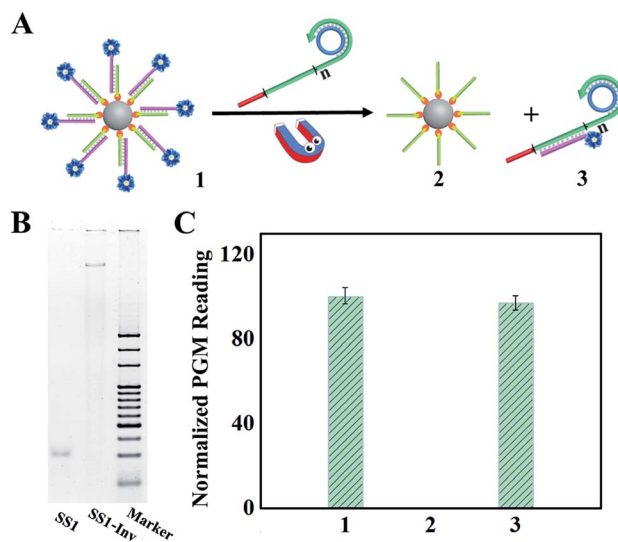 A
n
1
2
+
n
3
B
SS1
SS1-Inv
Marker
C
Normalized PGM Reading
120
80
40
0
1
2
3